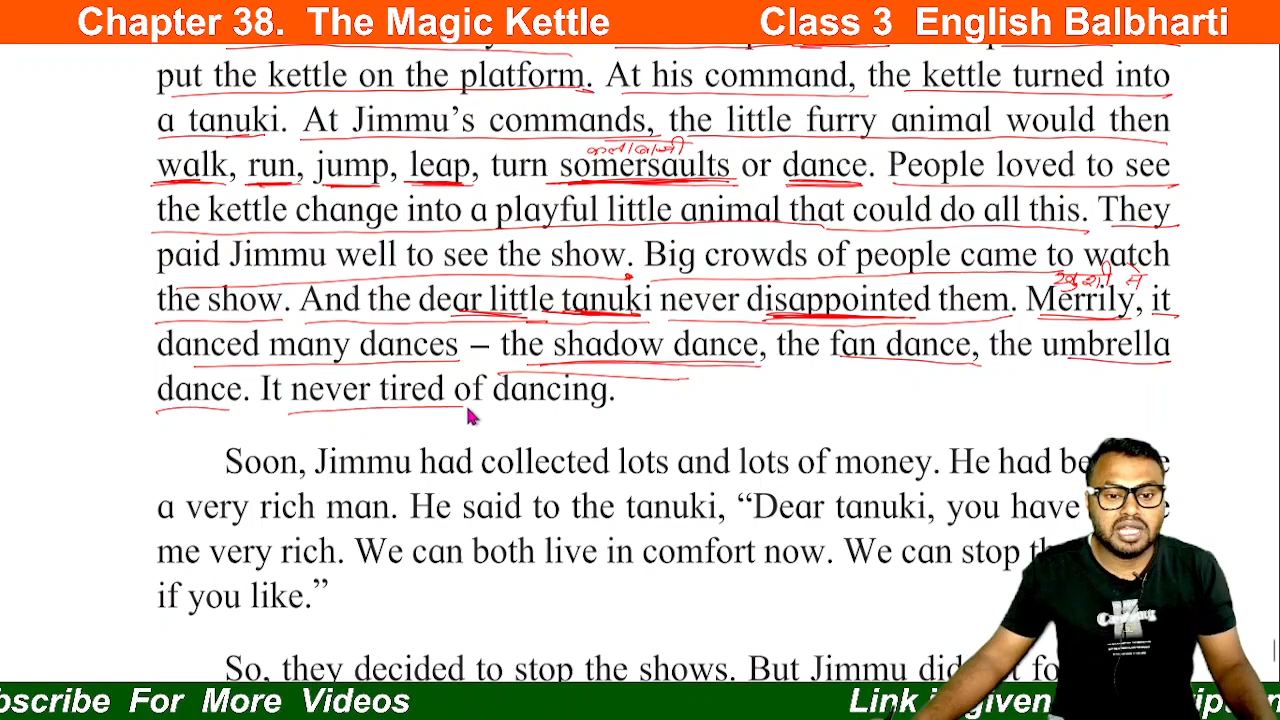 Chapter 38. The Magic Kettle Class 3 English Balbharti
put the kettle on the platform. At his command, the kettle turned into
a tanuki. At Jimmu's commands, the little furry animal would then
कलाबाजी
walk, run, jump, leap, turn somersaults or dance. People loved to see
the kettle change into a playful little animal that could do all this. They
paid Jimmu well to see the show. Big crowds of people came to watch
खुशी से
the show. And the dear little tanuki never disappointed them. Merrily, it
danced many dances – the shadow dance, the fan dance, the umbrella
dance. It never tired of dancing.
Soon, Jimmu had collected lots and lots of money. He had
a very rich man. He said to the tanuki, “Dear tanuki, you have
me very rich. We can both live in comfort now. We can stop
if you like.”
So, they decided to stop the shows. But Jimmu
For More Videos Link is given